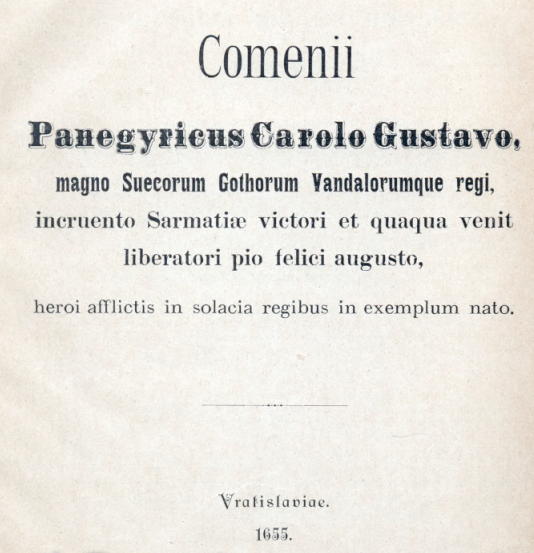 Comenii
Panegyricus Carolo Gustavo,
magno Suecorum Gothorum Vandalorumque regi,
incruento Sarmatiæ victori et quaqua venit
liberatori pio felici augusto,
heroi afflictis in solacia regibus in exemplum nato.
Vratislaviae.
1655.